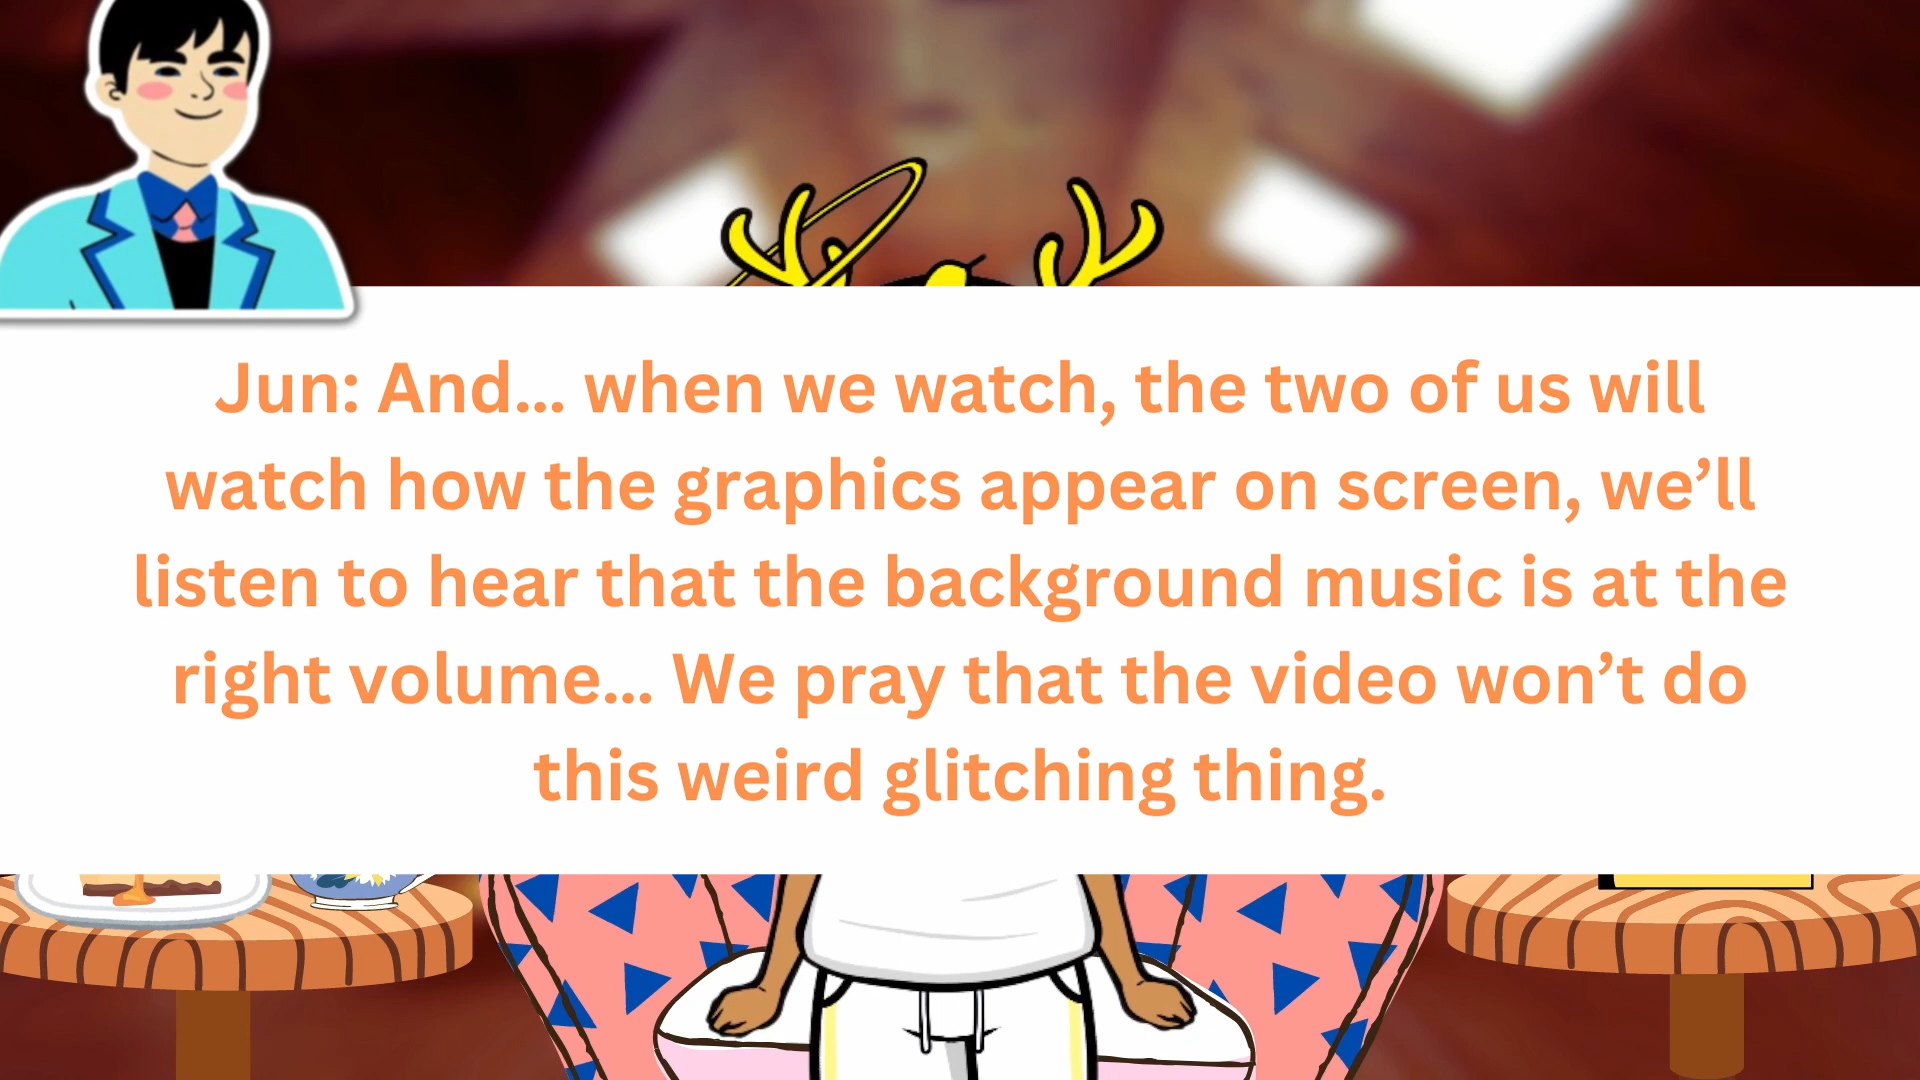 Jun: And... when we watch, the two of us will
watch how the graphics appear on screen, we’ll
listen to hear that the background music is at the
right volume... We pray that the video won’t do
this weird glitching thing.